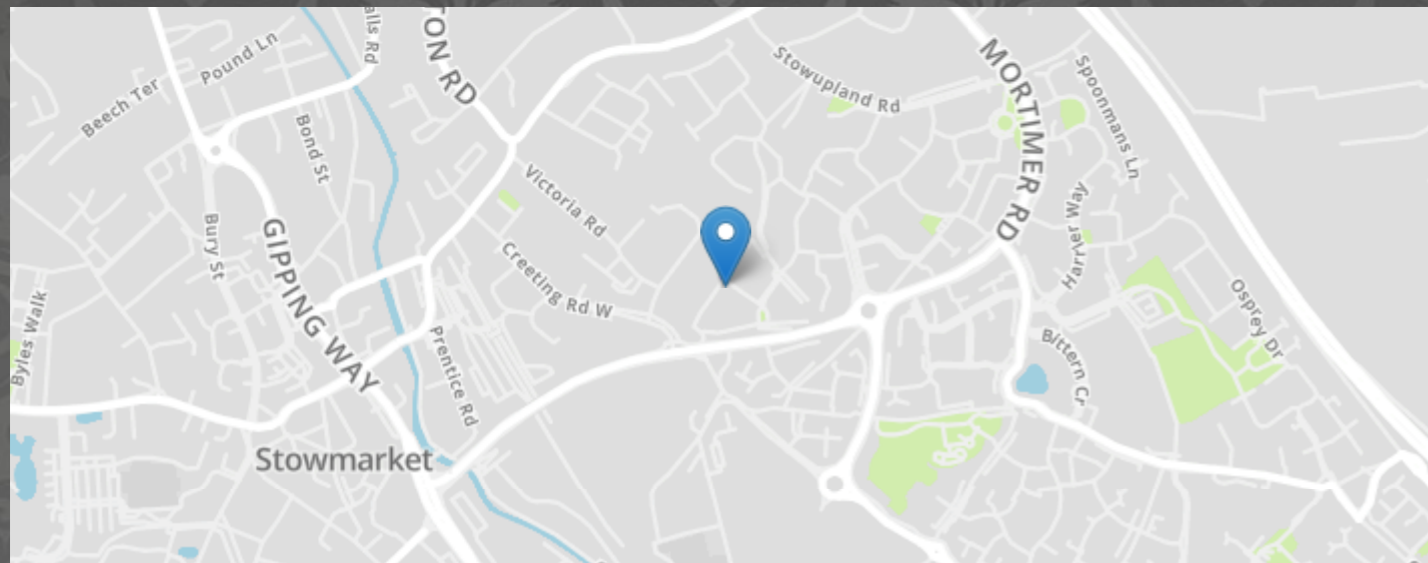 alls Rd
TON RD
Pound Ln
Beech Ter
Bond St
Stowupland Rd
MORTIMER RD
Spoonmans Ln
Victoria Rd
Harrier Way
Bury St
GIPPING WAY
Creeting Rd W
Osprey Dr
Byles Walk
Prentice Rd
Bittern Cr
Stowmarket